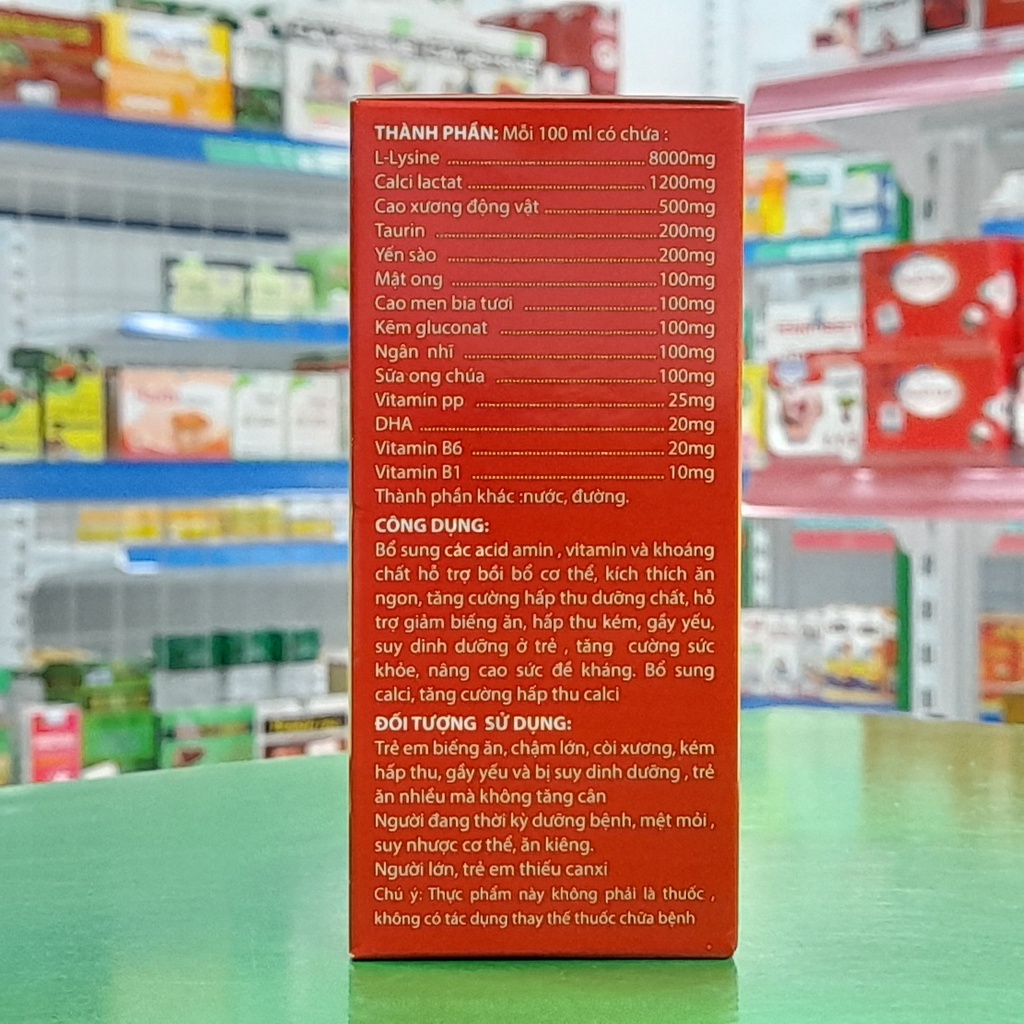 THÀNH PHẦN: Mỗi 100 ml có chứa :
L-Lysine ........ 8000mg
Calci lactat ........ 1200mg
Cao xương động vật ........ 500mg
Taurin ........ 200mg
Yến sào ........ 200mg
Mật ong ........ 100mg
Cao men bia tươi ........ 100mg
Kẽm gluconat ........ 100mg
Ngân nhĩ ........ 100mg
Sữa ong chúa ........ 100mg
Vitamin pp ........ 25mg
DHA ........ 20mg
Vitamin B6 ........ 20mg
Vitamin B1 ........ 10mg
Thành phần khác :nước, đường.
CÔNG DỤNG:
Bổ sung các acid amin , vitamin và khoáng
chất hỗ trợ bồi bổ cơ thể, kích thích ăn
ngon, tăng cường hấp thu dưỡng chất, hỗ
trợ giảm biếng ăn, hấp thu kém, gầy yếu,
suy dinh dưỡng ở trẻ , tăng cường sức
khỏe, nâng cao sức đề kháng. Bổ sung
calci, tăng cường hấp thu calci
ĐỐI TƯỢNG SỬ DỤNG:
Trẻ em biếng ăn, chậm lớn, còi xương, kém
hấp thu, gầy yếu và bị suy dinh dưỡng , trẻ
ăn nhiều mà không tăng cân
Người đang thời kỳ dưỡng bệnh, mệt mỏi ,
suy nhược cơ thể, ăn kiêng.
Người lớn, trẻ em thiếu canxi
Chú ý: Thực phẩm này không phải là thuốc ,
không có tác dụng thay thế thuốc chữa bệnh